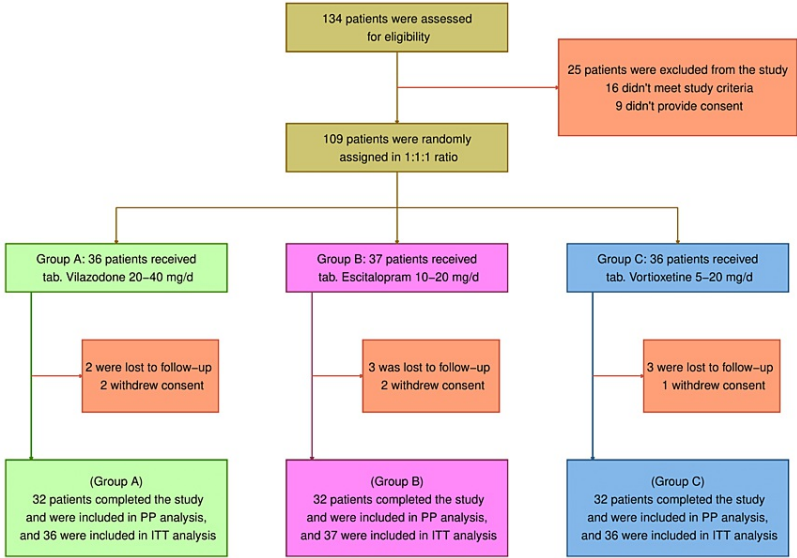 134 patients were assessed
for eligibility
25 patients were excluded from the study
16 didn't meet study criteria
9 didn't provide consent
109 patients were randomly
assigned in 1:1:1 ratio
Group A: 36 patients received
tab. Vilazodone 20−40 mg/d
Group B: 37 patients received
tab. Escitalopram 10−20 mg/d
Group C: 36 patients received
tab. Vortioxetine 5−20 mg/d
2 were lost to follow−up
2 withdrew consent
3 was lost to follow−up
2 withdrew consent
3 were lost to follow−up
1 withdrew consent
(Group A)
32 patients completed the study
and were included in PP analysis,
and 36 were included in ITT analysis
(Group B)
32 patients completed the study
and were included in PP analysis,
and 37 were included in ITT analysis
(Group C)
32 patients completed the study
and were included in PP analysis,
and 36 were included in ITT analysis